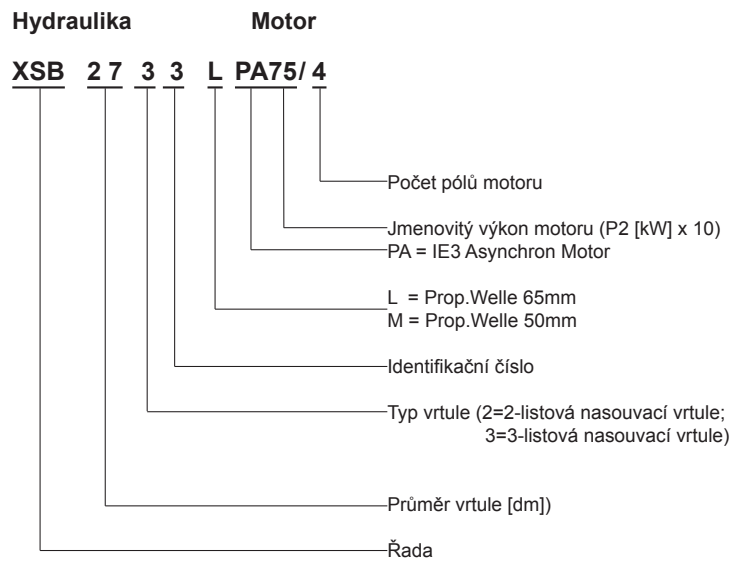 Hydraulika Motor
XSB 2 7 3 3 L PA75/ 4
Počet pólů motoru
Jmenovitý výkon motoru (P2 [kW] x 10)
PA = IE3 Asynchron Motor
L = Prop.Welle 65mm
M = Prop.Welle 50mm
Identifikační číslo
Typ vrtule (2=2-listová nasouvací vrtule;
3=3-listová nasouvací vrtule)
Průměr vrtule [dm])
Řada